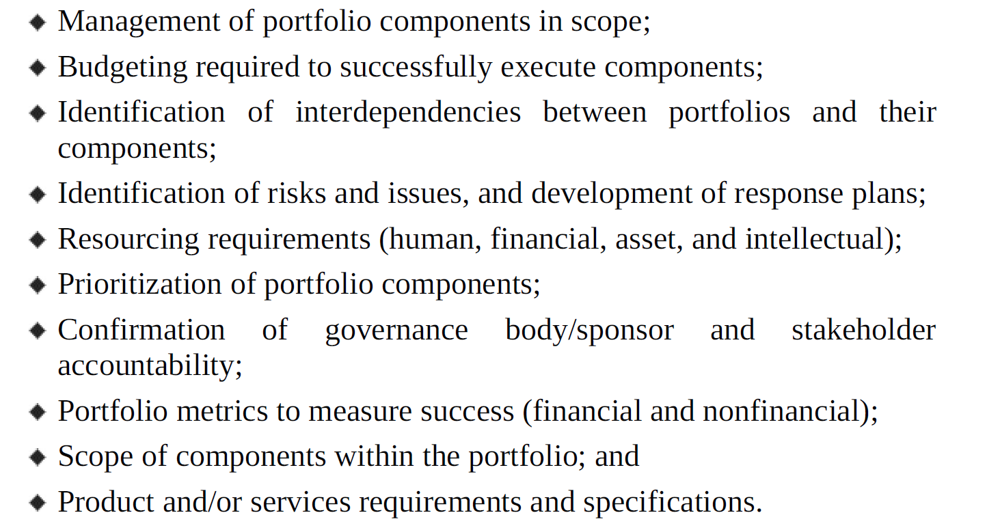 ◆ Management of portfolio components in scope;
◆ Budgeting required to successfully execute components;
◆ Identification of interdependencies between portfolios and their
components;
◆ Identification of risks and issues, and development of response plans;
◆ Resourcing requirements (human, financial, asset, and intellectual);
◆ Prioritization of portfolio components;
◆ Confirmation of governance body/sponsor and stakeholder
accountability;
◆ Portfolio metrics to measure success (financial and nonfinancial);
◆ Scope of components within the portfolio; and
◆ Product and/or services requirements and specifications.